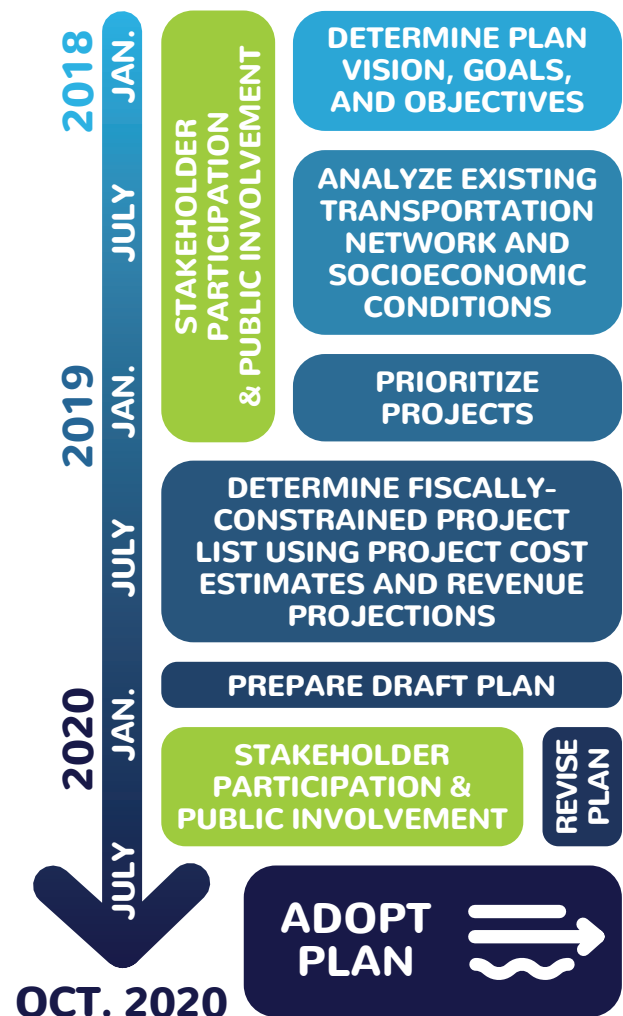 2018
JAN.
JULY
2019
JAN.
JULY
2020
JAN.
JULY
OCT. 2020
STAKEHOLDER
PARTICIPATION
& PUBLIC INVOLVEMENT
DETERMINE PLAN
VISION, GOALS,
AND OBJECTIVES
ANALYZE EXISTING
TRANSPORTATION
NETWORK AND
SOCIOECONOMIC
CONDITIONS
PRIORITIZE
PROJECTS
DETERMINE FISCALLY-
CONSTRAINED PROJECT
LIST USING PROJECT COST
ESTIMATES AND REVENUE
PROJECTIONS
PREPARE DRAFT PLAN
STAKEHOLDER
PARTICIPATION &
PUBLIC INVOLVEMENT
REVISE
PLAN
ADOPT
PLAN